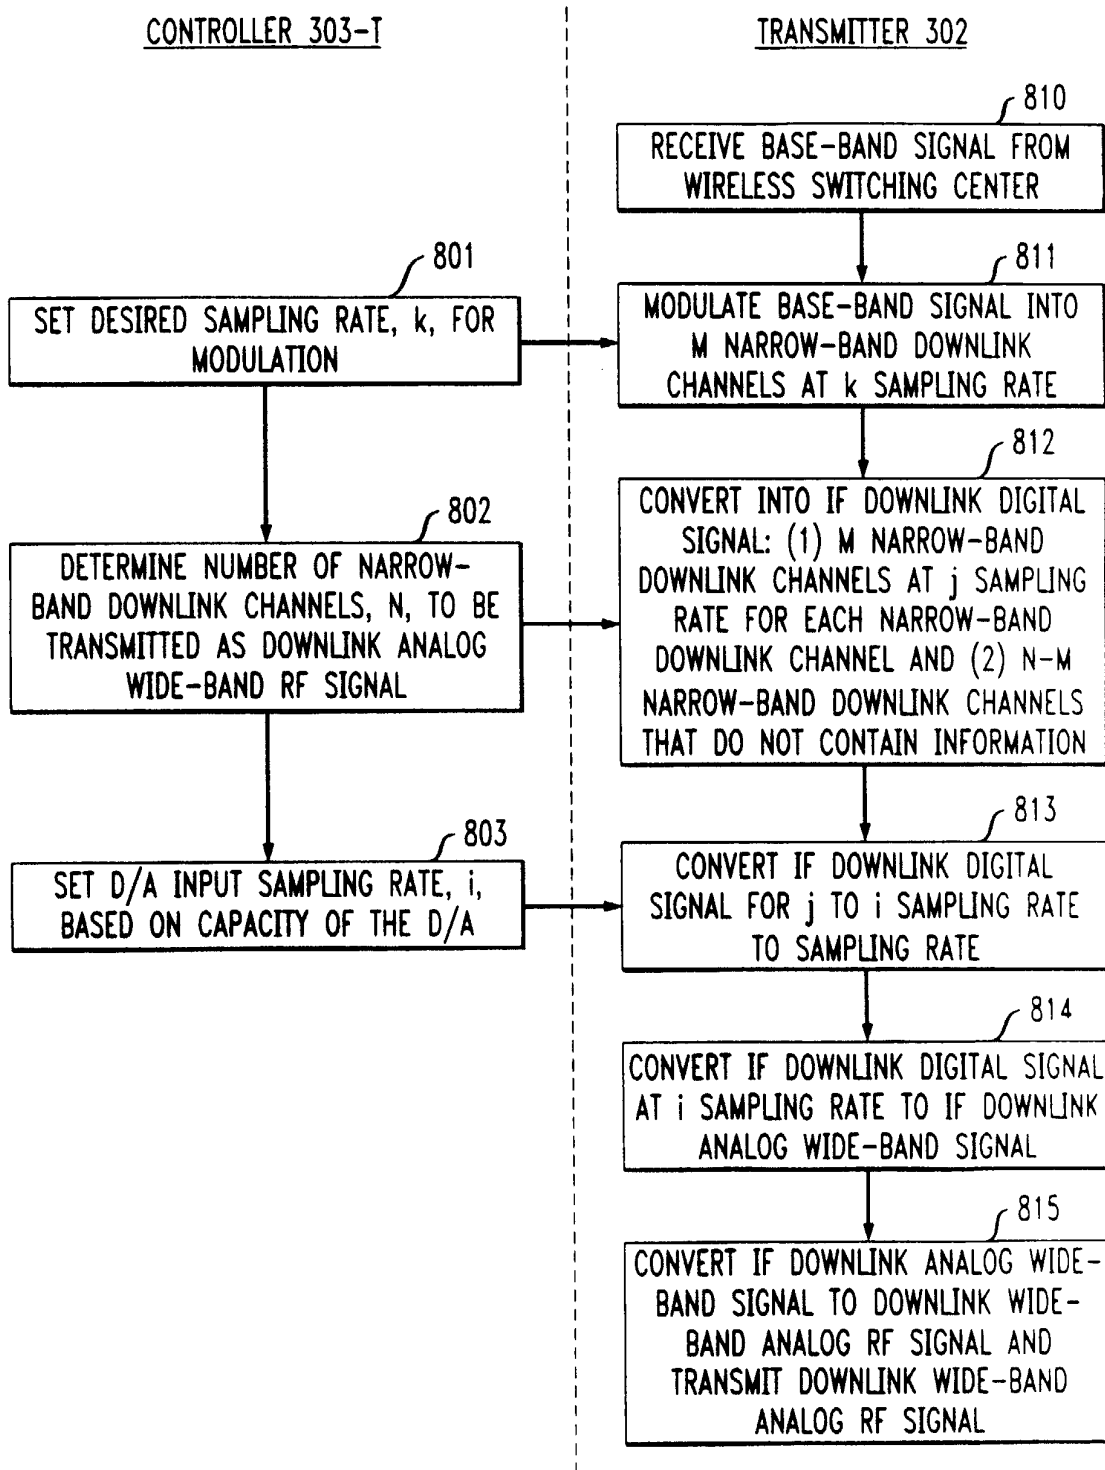 CONTROLLER 303-T
801
SET DESIRED SAMPLING RATE, k, FOR
MODULATION
802
DETERMINE NUMBER OF NARROW-
BAND DOWNLINK CHANNELS, N, TO BE
TRANSMITTED AS DOWNLINK ANALOG
WIDE-BAND RF SIGNAL
803
SET D/A INPUT SAMPLING RATE, i,
BASED ON CAPACITY OF THE D/A
TRANSMITTER 302
810
RECEIVE BASE-BAND SIGNAL FROM
WIRELESS SWITCHING CENTER
811
MODULATE BASE-BAND SIGNAL INTO
M NARROW-BAND DOWNLINK
CHANNELS AT k SAMPLING RATE
812
CONVERT INTO IF DOWNLINK DIGITAL
SIGNAL: (1) M NARROW-BAND
DOWNLINK CHANNELS AT j SAMPLING
RATE FOR EACH NARROW-BAND
DOWNLINK CHANNEL AND (2) N-M
NARROW-BAND DOWNLINK CHANNELS
THAT DO NOT CONTAIN INFORMATION
813
CONVERT IF DOWNLINK DIGITAL
SIGNAL FOR j TO i SAMPLING RATE
TO SAMPLING RATE
814
CONVERT IF DOWNLINK DIGITAL SIGNAL
AT i SAMPLING RATE TO IF DOWNLINK
ANALOG WIDE-BAND SIGNAL
815
CONVERT IF DOWNLINK ANALOG WIDE-
BAND SIGNAL TO DOWNLINK WIDE-
BAND ANALOG RF SIGNAL AND
TRANSMIT DOWNLINK WIDE-BAND
ANALOG RF SIGNAL